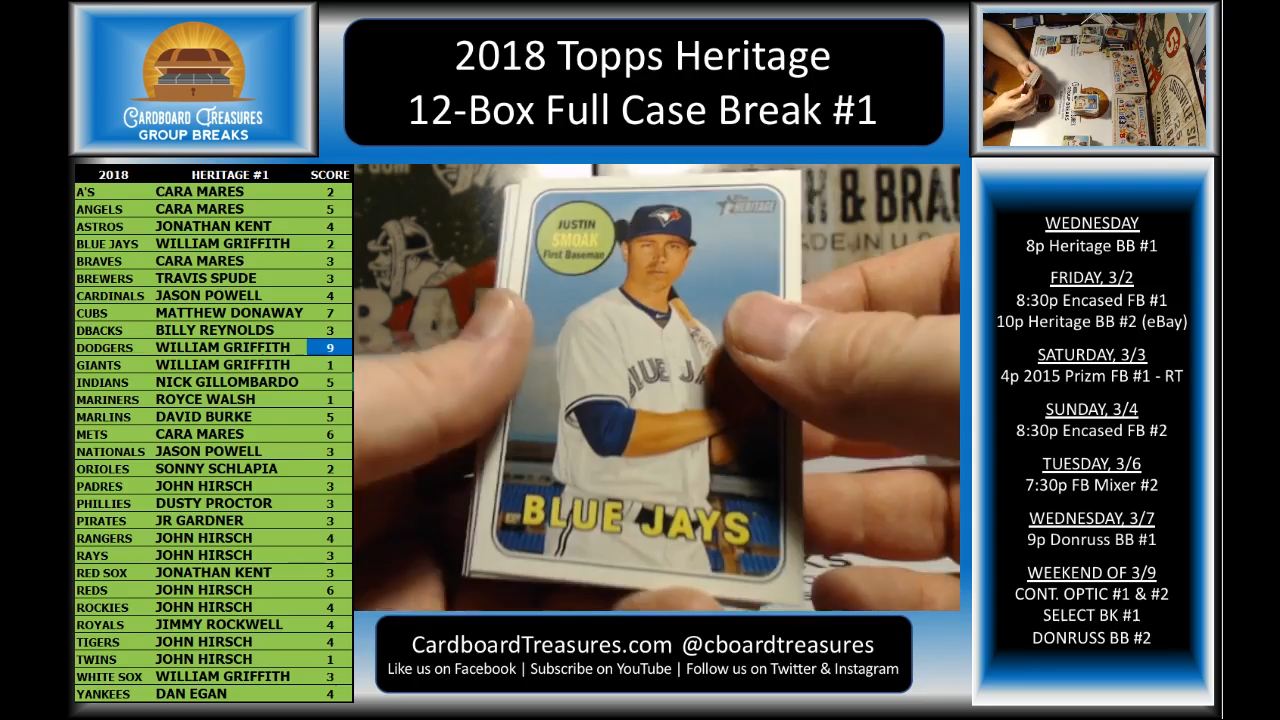 CARDBOARD TREASURES
GROUP BREAKS
2018 Topps Heritage
12-Box Full Case Break #1
2018 HERITAGE #1 SCORE
A'S CARA MARES 2
ANGELS CARA MARES 5
ASTROS JONATHAN KENT 4
BLUE JAYS WILLIAM GRIFFITH 2
BRAVES CARA MARES 3
BREWERS TRAVIS SPUDE 3
CARDINALS JASON POWELL 4
CUBS MATTHEW DONAWAY 7
DBACKS BILLY REYNOLDS 3
DODGERS WILLIAM GRIFFITH 9
GIANTS WILLIAM GRIFFITH 1
INDIANS NICK GILLOMBARDO 5
MARINERS ROYCE WALSH 1
MARLINS DAVID BURKE 5
METS CARA MARES 6
NATIONALS JASON POWELL 3
ORIOLES SONNY SCHLAPIA 2
PADRES JOHN HIRSCH 3
PHILLIES DUSTY PROCTOR 3
PIRATES JR GARDNER 3
RANGERS JOHN HIRSCH 4
RAYS JOHN HIRSCH 3
RED SOX JONATHAN KENT 3
REDS JOHN HIRSCH 6
ROCKIES JOHN HIRSCH 4
ROYALS JIMMY ROCKWELL 4
TIGERS JOHN HIRSCH 4
TWINS JOHN HIRSCH 1
WHITE SOX WILLIAM GRIFFITH 3
YANKEES DAN EGAN 4
JUSTIN
SMOAK
First Baseman
HERITAGE
BLUE JAYS
H & BRAD
DE IN U.S
CardboardTreasures.com @cboardtreasures
Like us on Facebook | Subscribe on YouTube | Follow us on Twitter & Instagram
WEDNESDAY
8p Heritage BB #1
FRIDAY, 3/2
8:30p Encased FB #1
10p Heritage BB #2 (eBay)
SATURDAY, 3/3
4p 2015 Prizm FB #1 - RT
SUNDAY, 3/4
8:30p Encased FB #2
TUESDAY, 3/6
7:30p FB Mixer #2
WEDNESDAY, 3/7
9p Donruss BB #1
WEEKEND OF 3/9
CONT. OPTIC #1 & #2
SELECT BK #1
DONRUSS BB #2